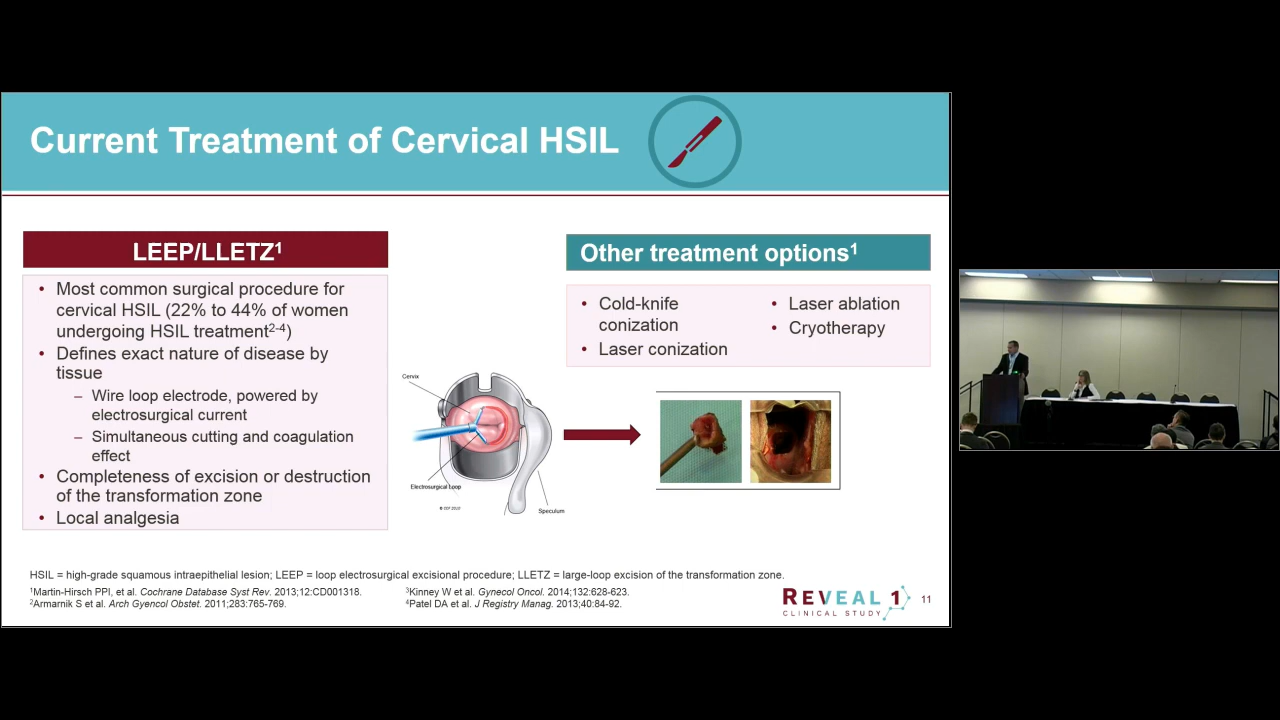 Current Treatment of Cervical HSIL
LEEP/LLETZ1
• Most common surgical procedure for
cervical HSIL (22% to 44% of women
undergoing HSIL treatment2-4)
• Defines exact nature of disease by
tissue
– Wire loop electrode, powered by
electrosurgical current
– Simultaneous cutting and coagulation
effect
• Completeness of excision or destruction
of the transformation zone
• Local analgesia
Other treatment options1
• Cold-knife
conization
• Laser conization
• Laser ablation
• Cryotherapy
Cervix
Electrosurgical Loop
Speculum
HSIL = high-grade squamous intraepithelial lesion; LEEP = loop electrosurgical excisional procedure; LLETZ = large-loop excision of the transformation zone.
1Martin-Hirsch PPI, et al. Cochrane Database Syst Rev. 2013;12:CD001318.
2Armarnik S et al. Arch Gyencol Obstet. 2011;283:765-769.
3Kinney W et al. Gynecol Oncol. 2014;132:628-623.
4Patel DA et al. J Registry Manag. 2013;40:84-92.
REVEAL 1
CLINICAL STUDY
11